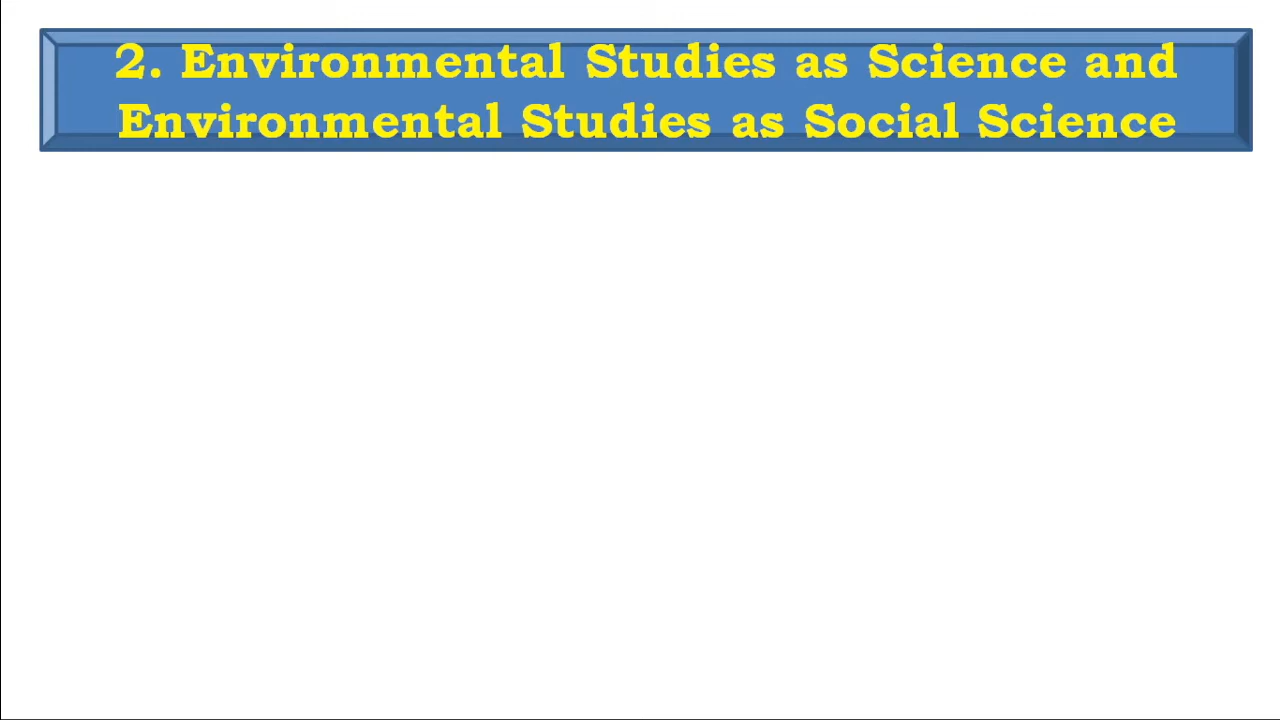 2. Environmental Studies as Science and
Environmental Studies as Social Science